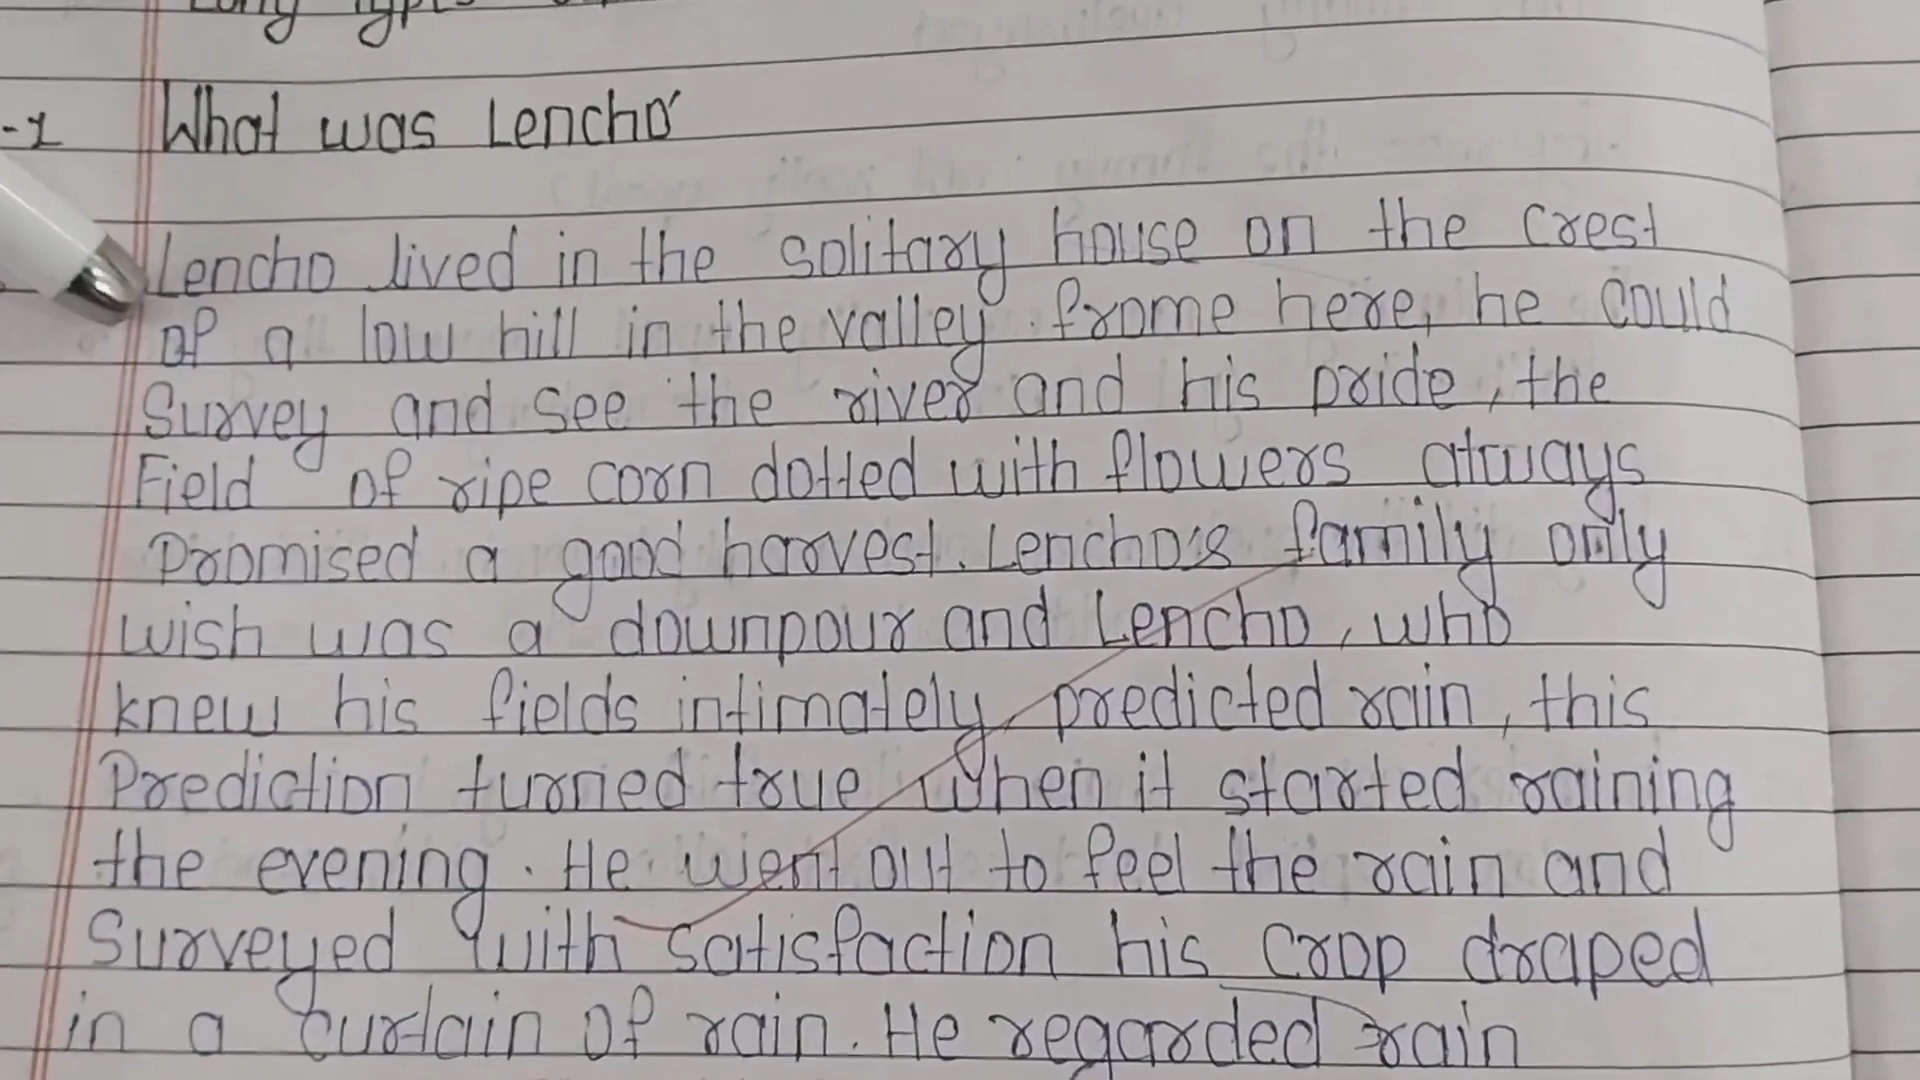 -1 What was Lencho
Lencho lived in the solitary house on the crest
of a low hill in the valley. frome here, he could
Survey and see the river and his pride, the
Field of ripe corn dotted with flowers always
Promised a good harvest. Lencho's family only
wish was a downpour and Lencho, who
knew his fields intimately, predicted rain, this
Prediction turned true when it started raining
the evening. He went out to feel the rain and
Surveyed with satisfaction his crop draped
in a curtain of rain. He regarded rain